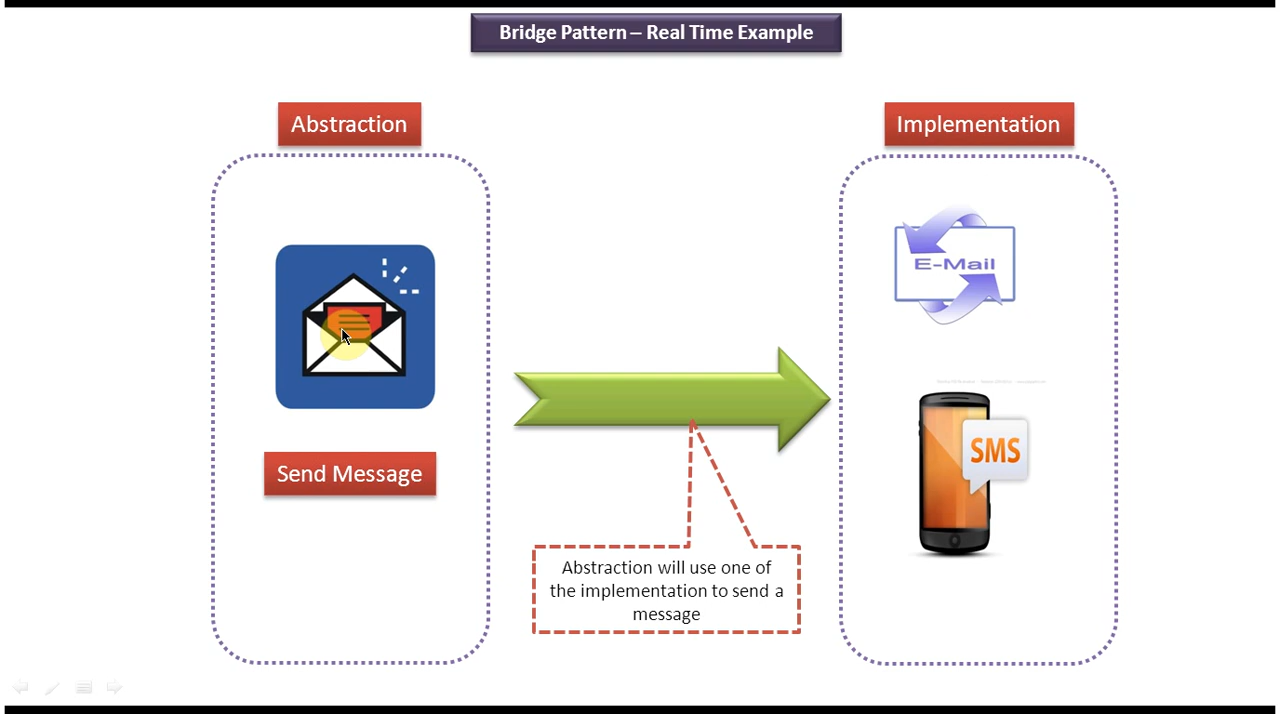 Bridge Pattern – Real Time Example
Abstraction
Implementation
E-Mail
SMS
Send Message
Abstraction will use one of
the implementation to send a
message